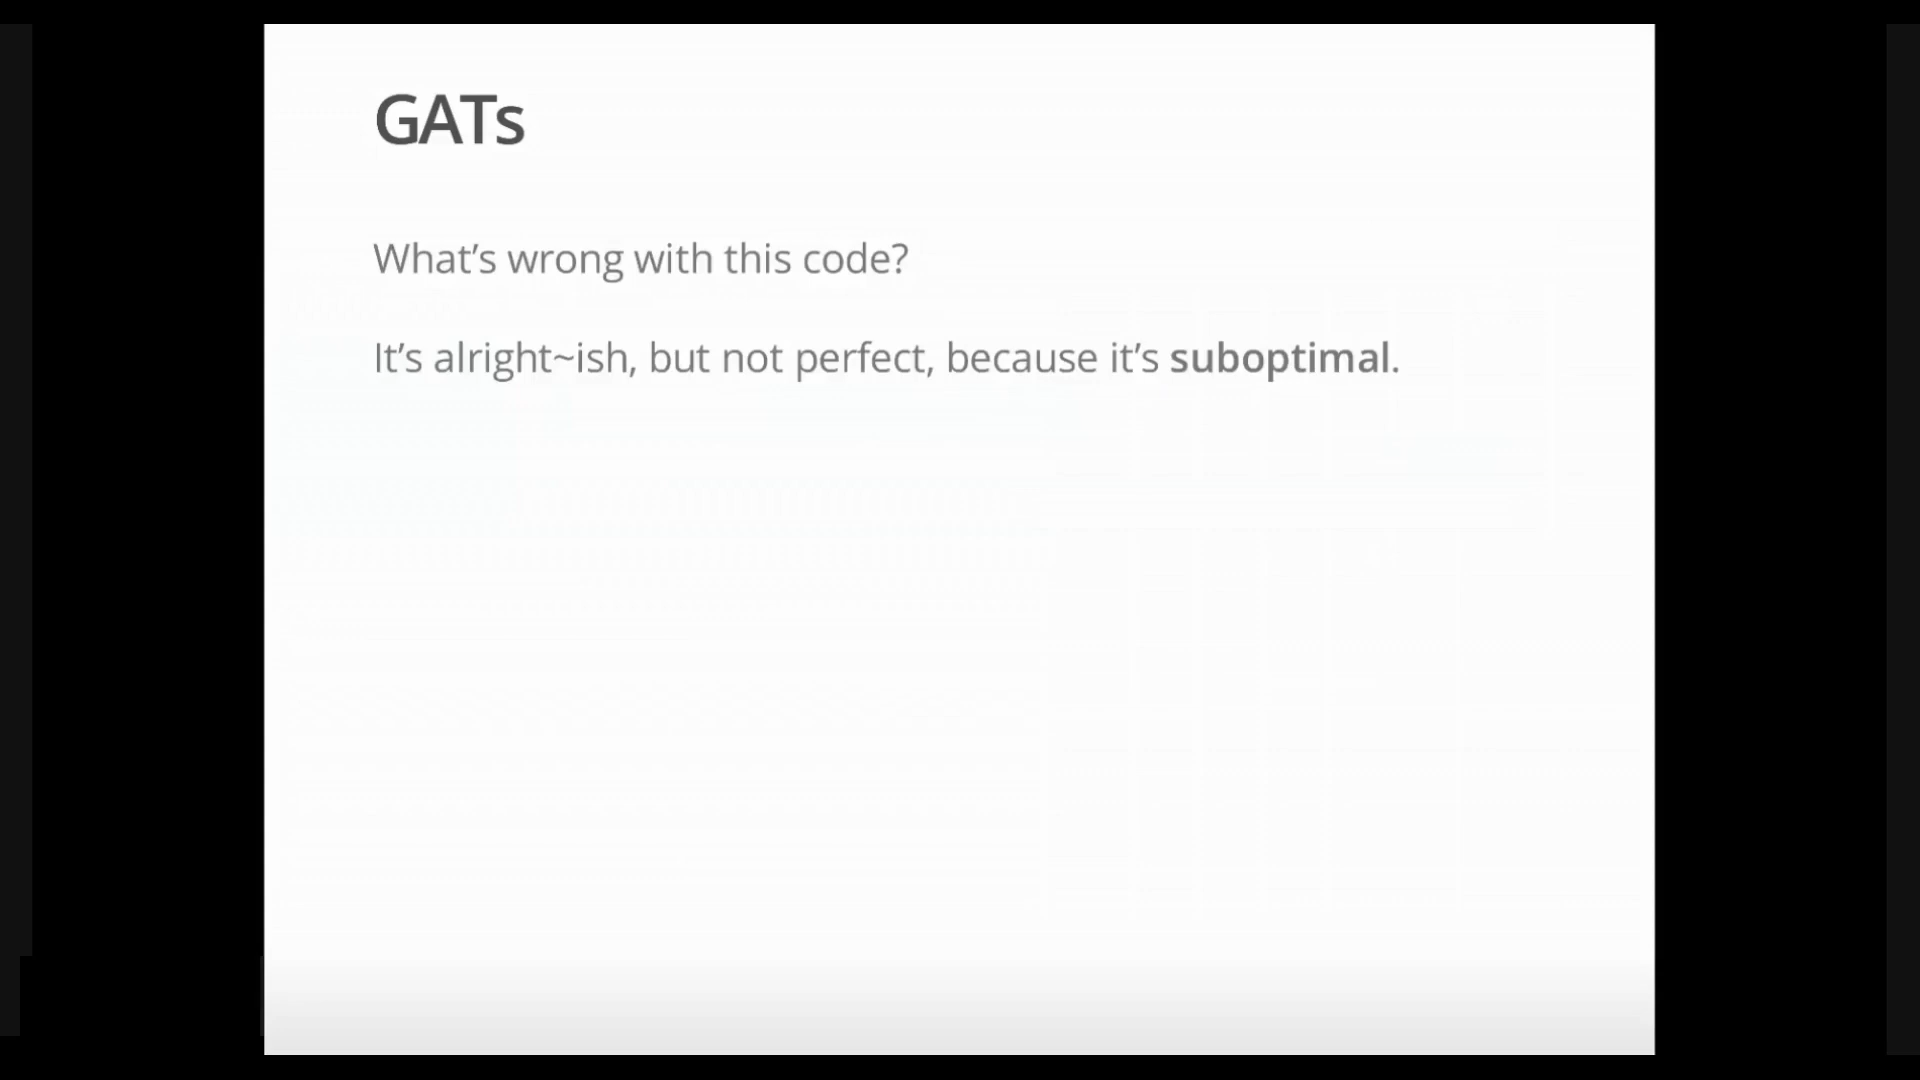 GATs
What’s wrong with this code?
It’s alright~ish, but not perfect, because it’s suboptimal.